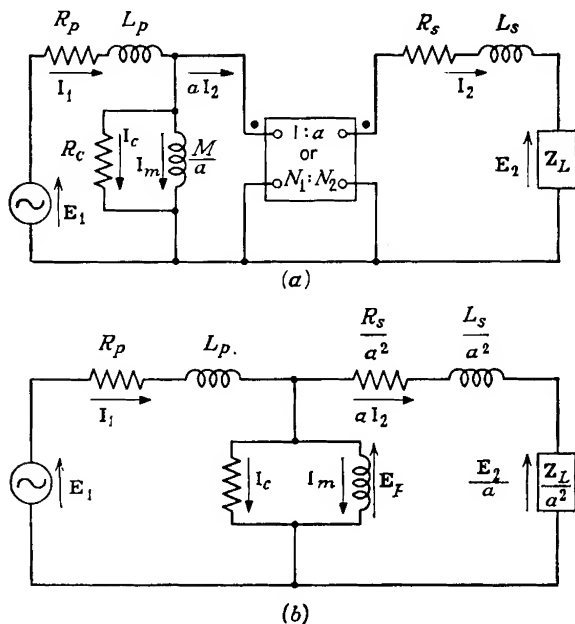 R_p L_p R_s L_s
I_1 aI_2 I_2
R_c I_c I_m M/a
1:a
or
N_1:N_2
E_1 E_2 Z_L
(a)
R_p L_p. R_s/a^2 L_s/a^2
I_1 aI_2
E_1 I_c I_m E_2/a Z_L/a^2
(b)